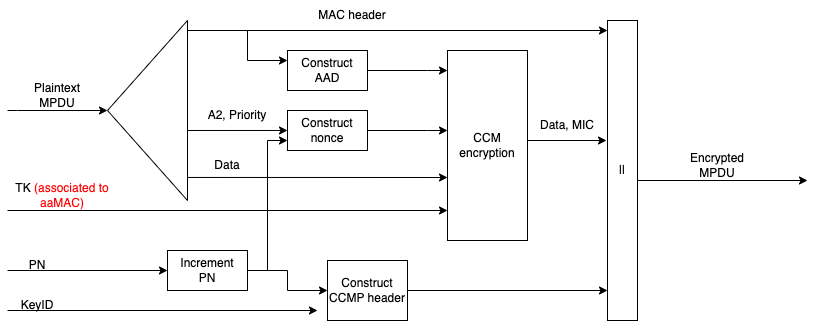 MAC header
Construct
AAD
Plaintext
MPDU
A2, Priority
Construct
nonce
CCM
encryption
Data, MIC
Data
||
Encrypted
MPDU
TK (associated to
aaMAC)
PN
Increment
PN
Construct
CCMP header
KeyID